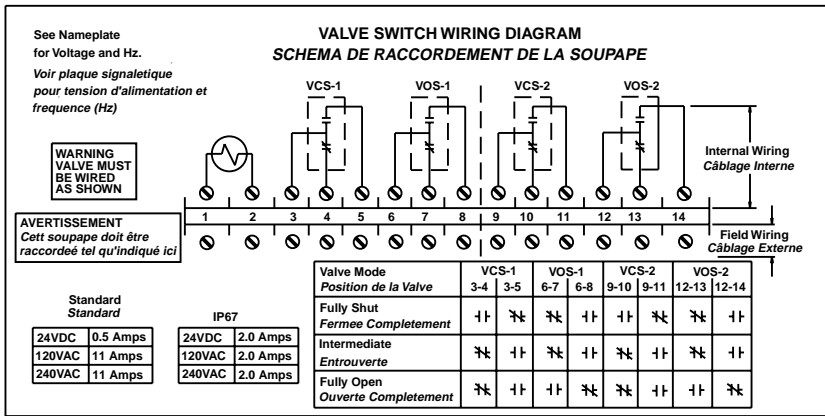 VALVE SWITCH WIRING DIAGRAM
SCHEMA DE RACCORDEMENT DE LA SOUPAPE
See Nameplate
for Voltage and Hz.
Voir plaque signaletique
pour tension d'alimentation et
frequence (Hz)
VCS-1 VOS-1 VCS-2 VOS-2
WARNING
VALVE MUST
BE WIRED
AS SHOWN
Internal Wiring
Câblage Interne
1 2 3 4 5 6 7 8 9 10 11 12 13 14
AVERTISSEMENT
Cett soupape doit être
raccordeé tel qu'indiqué ici
Field Wiring
Câblage Externe
Valve Mode
Position de la Valve
VCS-1 VOS-1 VCS-2 VOS-2
3-4 3-5 6-7 6-8 9-10 9-11 12-13 12-14
Fully Shut
Fermee Completement
Intermediate
Entrouverte
Fully Open
Ouverte Completement
Standard
Standard
24VDC 0.5 Amps
120VAC 11 Amps
240VAC 11 Amps
IP67
24VDC 2.0 Amps
120VAC 2.0 Amps
240VAC 2.0 Amps